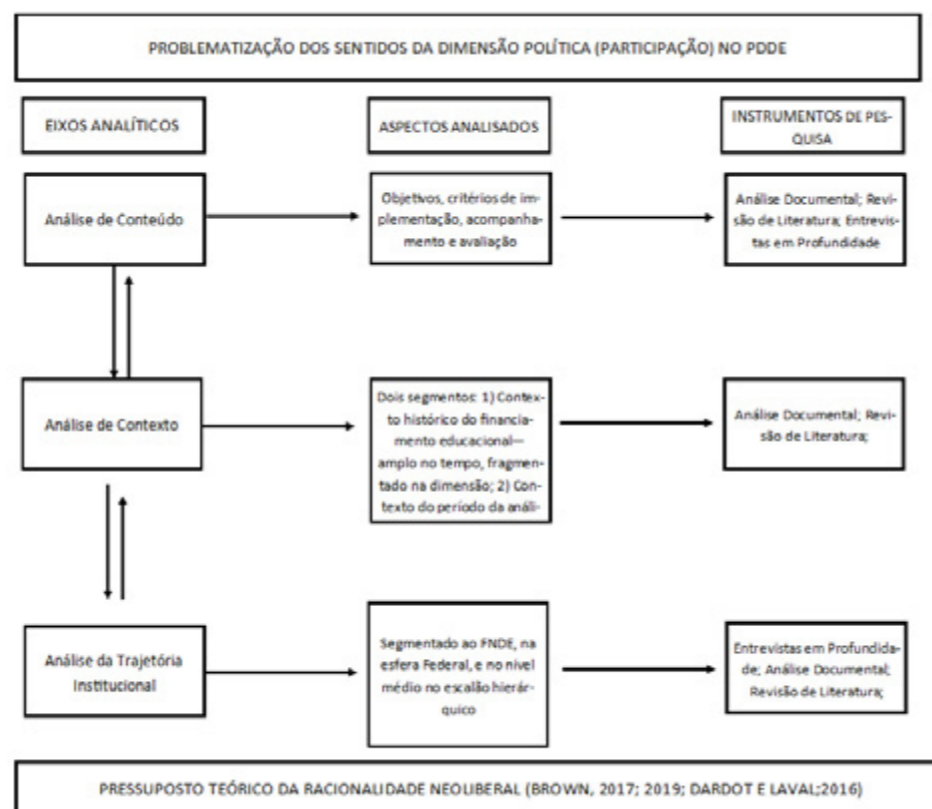 PROBLEMATIZAÇÃO DOS SENTIDOS DA DIMENSÃO POLÍTICA (PARTICIPAÇÃO) NO PDDE
EIXOS ANALÍTICOS
ASPECTOS ANALISADOS
INSTRUMENTOS DE PES-
QUISA
Análise de Conteúdo
Objetivos, critérios de im-
plementação, acompanha-
mento e avaliação
Análise Documental; Revi-
são de Literatura; Entrevis-
tas em Profundidade
Análise de Contexto
Dois segmentos: 1) Contex-
to histórico do financia-
mento educacional—
amplo no tempo, fragmen-
tado na dimensão; 2) Con-
texto do período da análi-
Análise Documental; Revi-
são de Literatura;
Análise da Trajetória
Institucional
Segmentado ao FNDE, na
esfera Federal, e no nível
médio no escalão hierár-
quico
Entrevistas em Profundida-
de; Análise Documental;
Revisão de Literatura;
PRESSUPOSTO TEÓRICO DA RACIONALIDADE NEOLIBERAL (BROWN, 2017; 2019; DARDOT E LAVAL;2016)